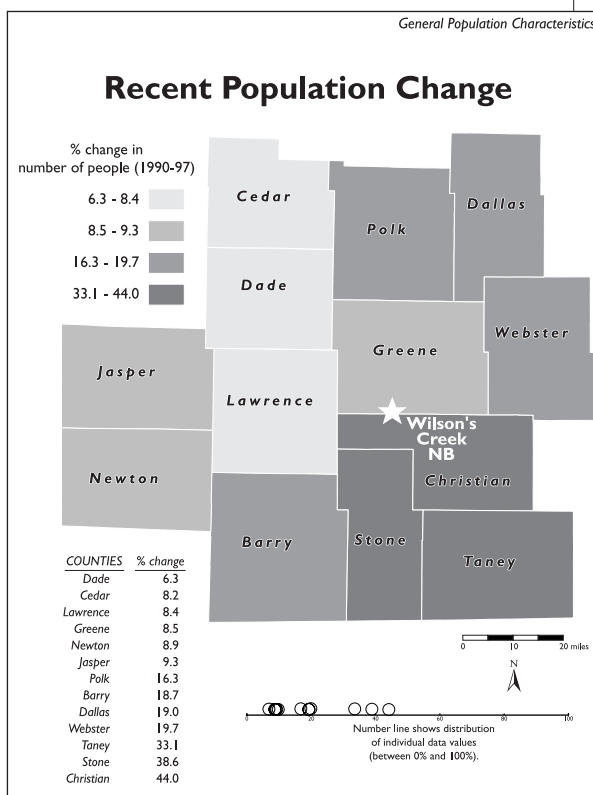 General Population Characteristics
Recent Population Change
% change in
number of people (1990-97)
6.3 - 8.4
8.5 - 9.3
16.3 - 19.7
33.1 - 44.0
Cedar
Polk
Dallas
Dade
Webster
Greene
Jasper
Lawrence
Wilson's
Creek
NB
Newton
Christian
Barry
Stone
Taney
COUNTIES % change
Dade 6.3
Cedar 8.2
Lawrence 8.4
Greene 8.5
Newton 8.9
Jasper 9.3
Polk 16.3
Barry 18.7
Dallas 19.0
Webster 19.7
Taney 33.1
Stone 38.6
Christian 44.0
0 10 20 miles
N
0 20 40 60 80 100
Number line shows distribution
of individual data values
(between 0% and 100%).